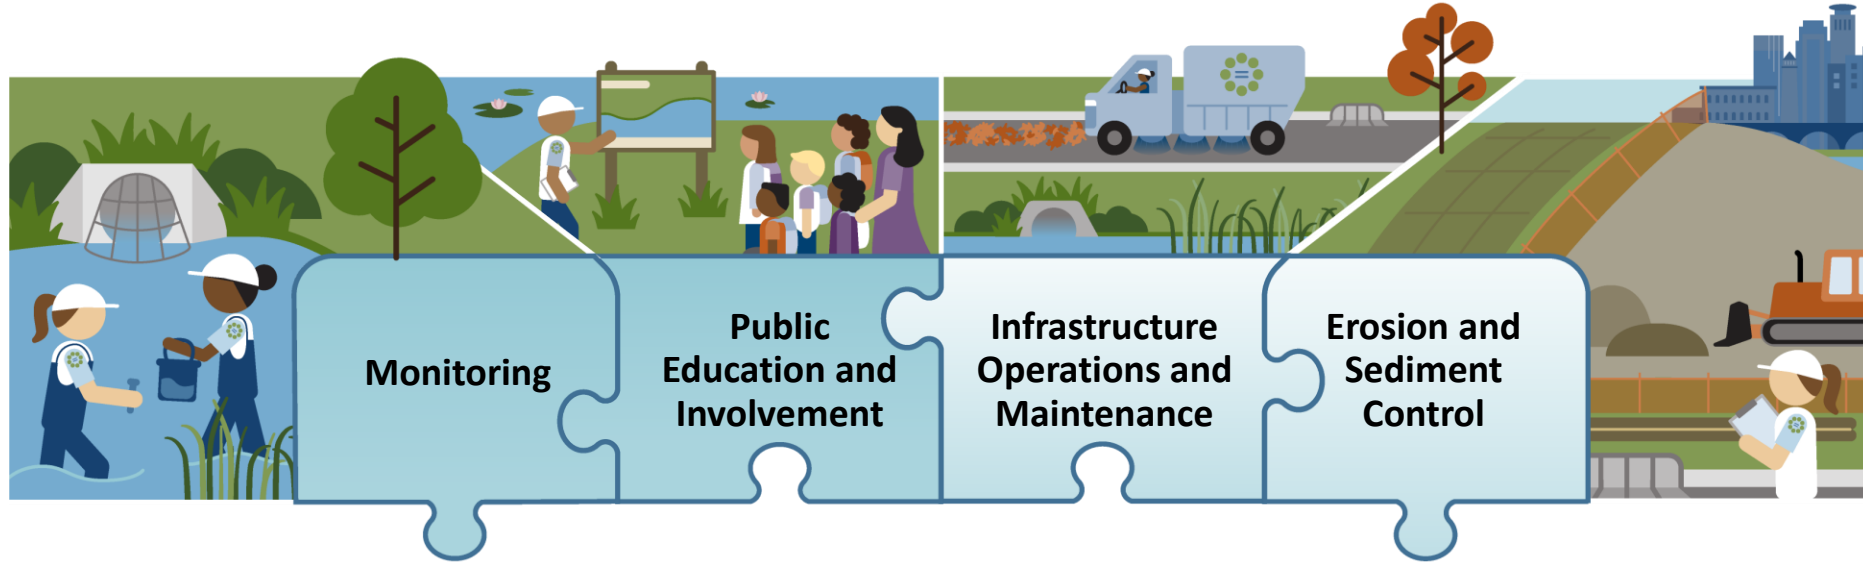 Monitoring
Public
Education and
Involvement
Infrastructure
Operations and
Maintenance
Erosion and
Sediment
Control